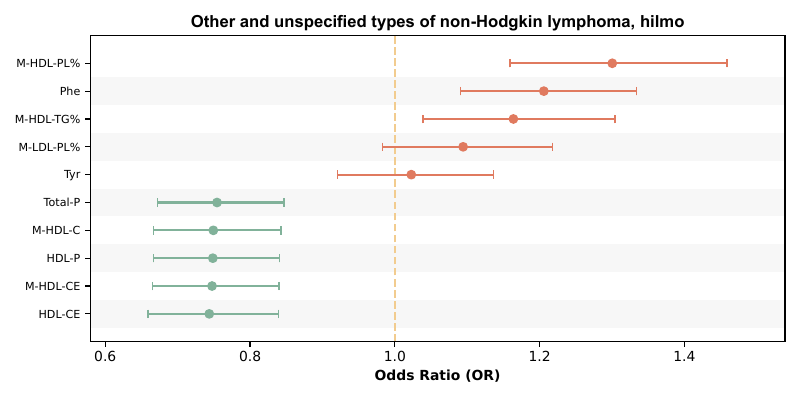 Other and unspecified types of non-Hodgkin lymphoma, hilmo
M-HDL-PL%
Phe
M-HDL-TG%
M-LDL-PL%
Tyr
Total-P
M-HDL-C
HDL-P
M-HDL-CE
HDL-CE
0.6 0.8 1.0 1.2 1.4
Odds Ratio (OR)